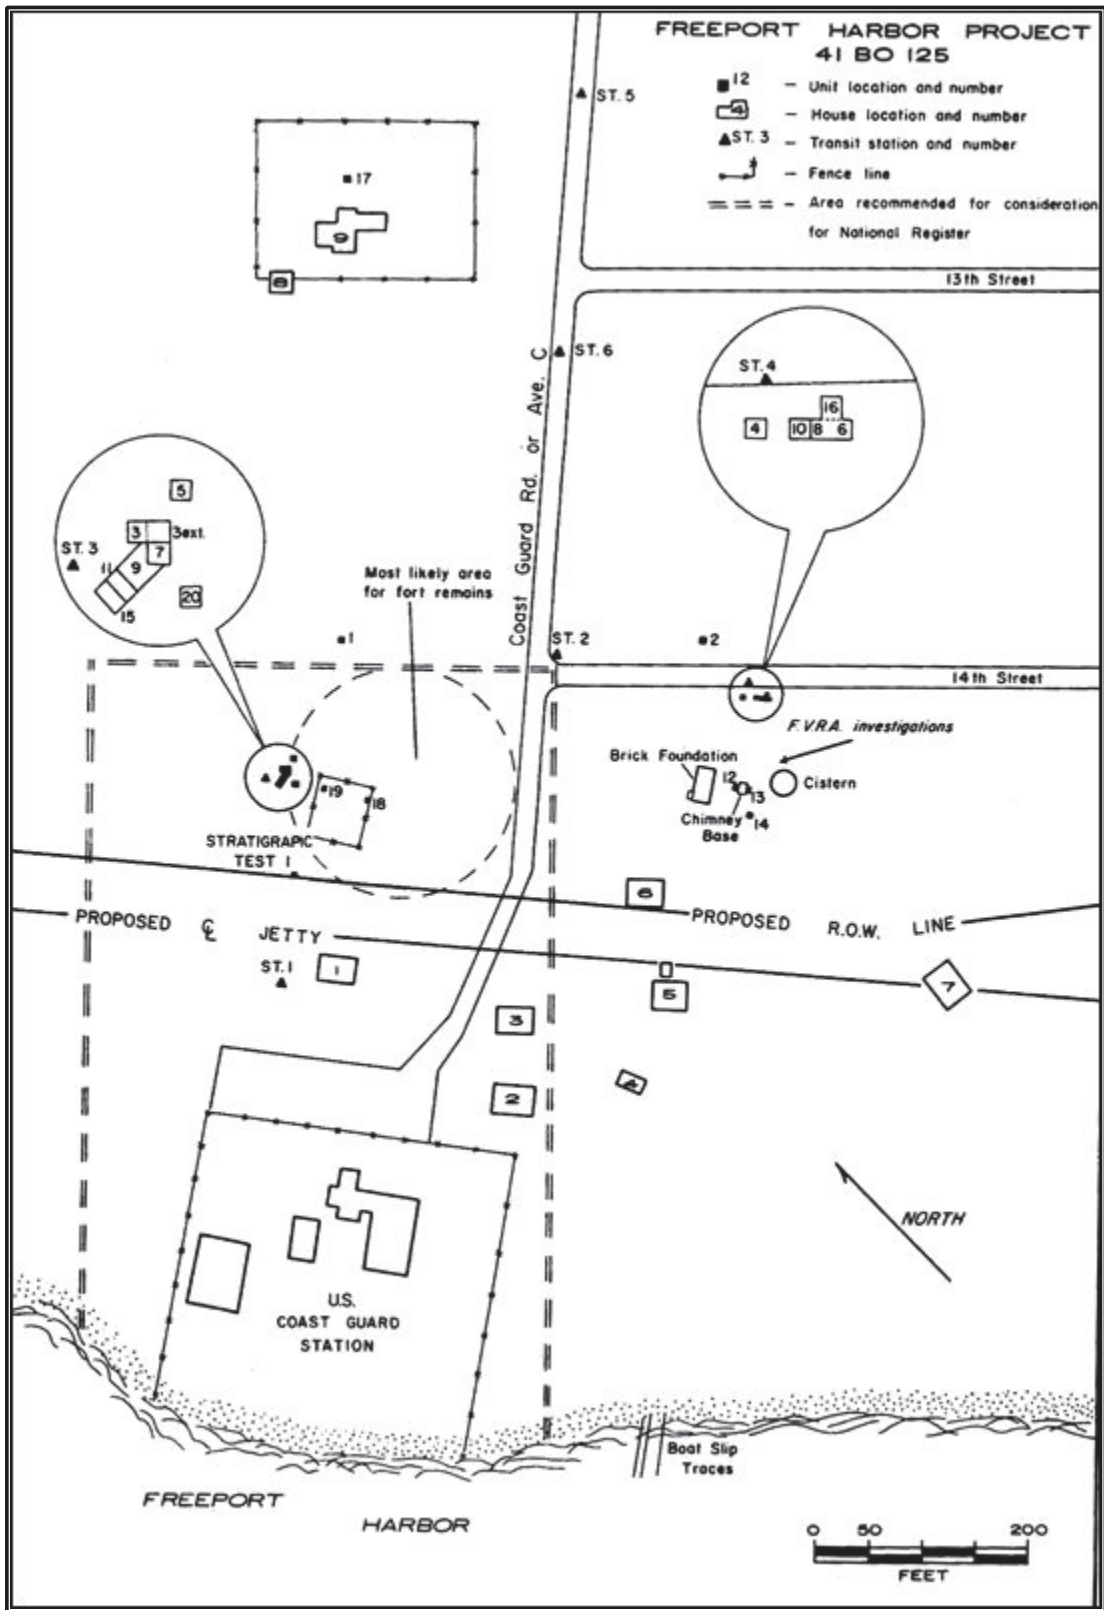 FREEPORT HARBOR PROJECT
41 BO 125
12 – Unit location and number
4 – House location and number
ST. 3 – Transit station and number
– Fence line
– Area recommended for consideration
for National Register
ST. 5
17
9
8
13th Street
ST. 6
ST. 4
16
4 10 8 6
Coast Guard Rd. or Ave. C
5
3 3ext.
7
ST. 3
11 9
20
15
Most likely area
for fort remains
1
ST. 2
2
14th Street
F.V.R.A. investigations
Brick Foundation
12
13
Cistern
Chimney
Base
14
19
18
STRATIGRAPIC
TEST 1
6
PROPOSED R.O.W. LINE
PROPOSED ℄ JETTY
ST. 1
1
5
7
3
2
4
NORTH
U.S.
COAST GUARD
STATION
Boat Slip
Traces
FREEPORT
HARBOR
0 50 200
FEET